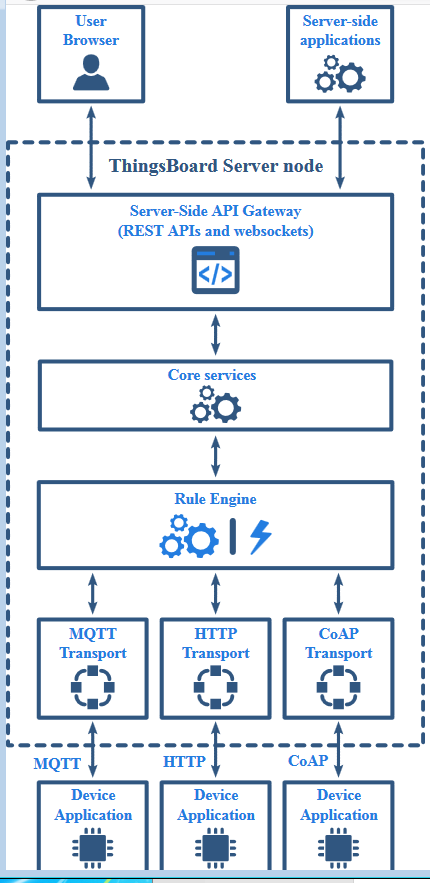 User
Browser
Server-side
applications
ThingsBoard Server node
Server-Side API Gateway
(REST APIs and websockets)
</>
Core services
Rule Engine
MQTT
Transport
HTTP
Transport
CoAP
Transport
MQTT
HTTP
CoAP
Device
Application
Device
Application
Device
Application